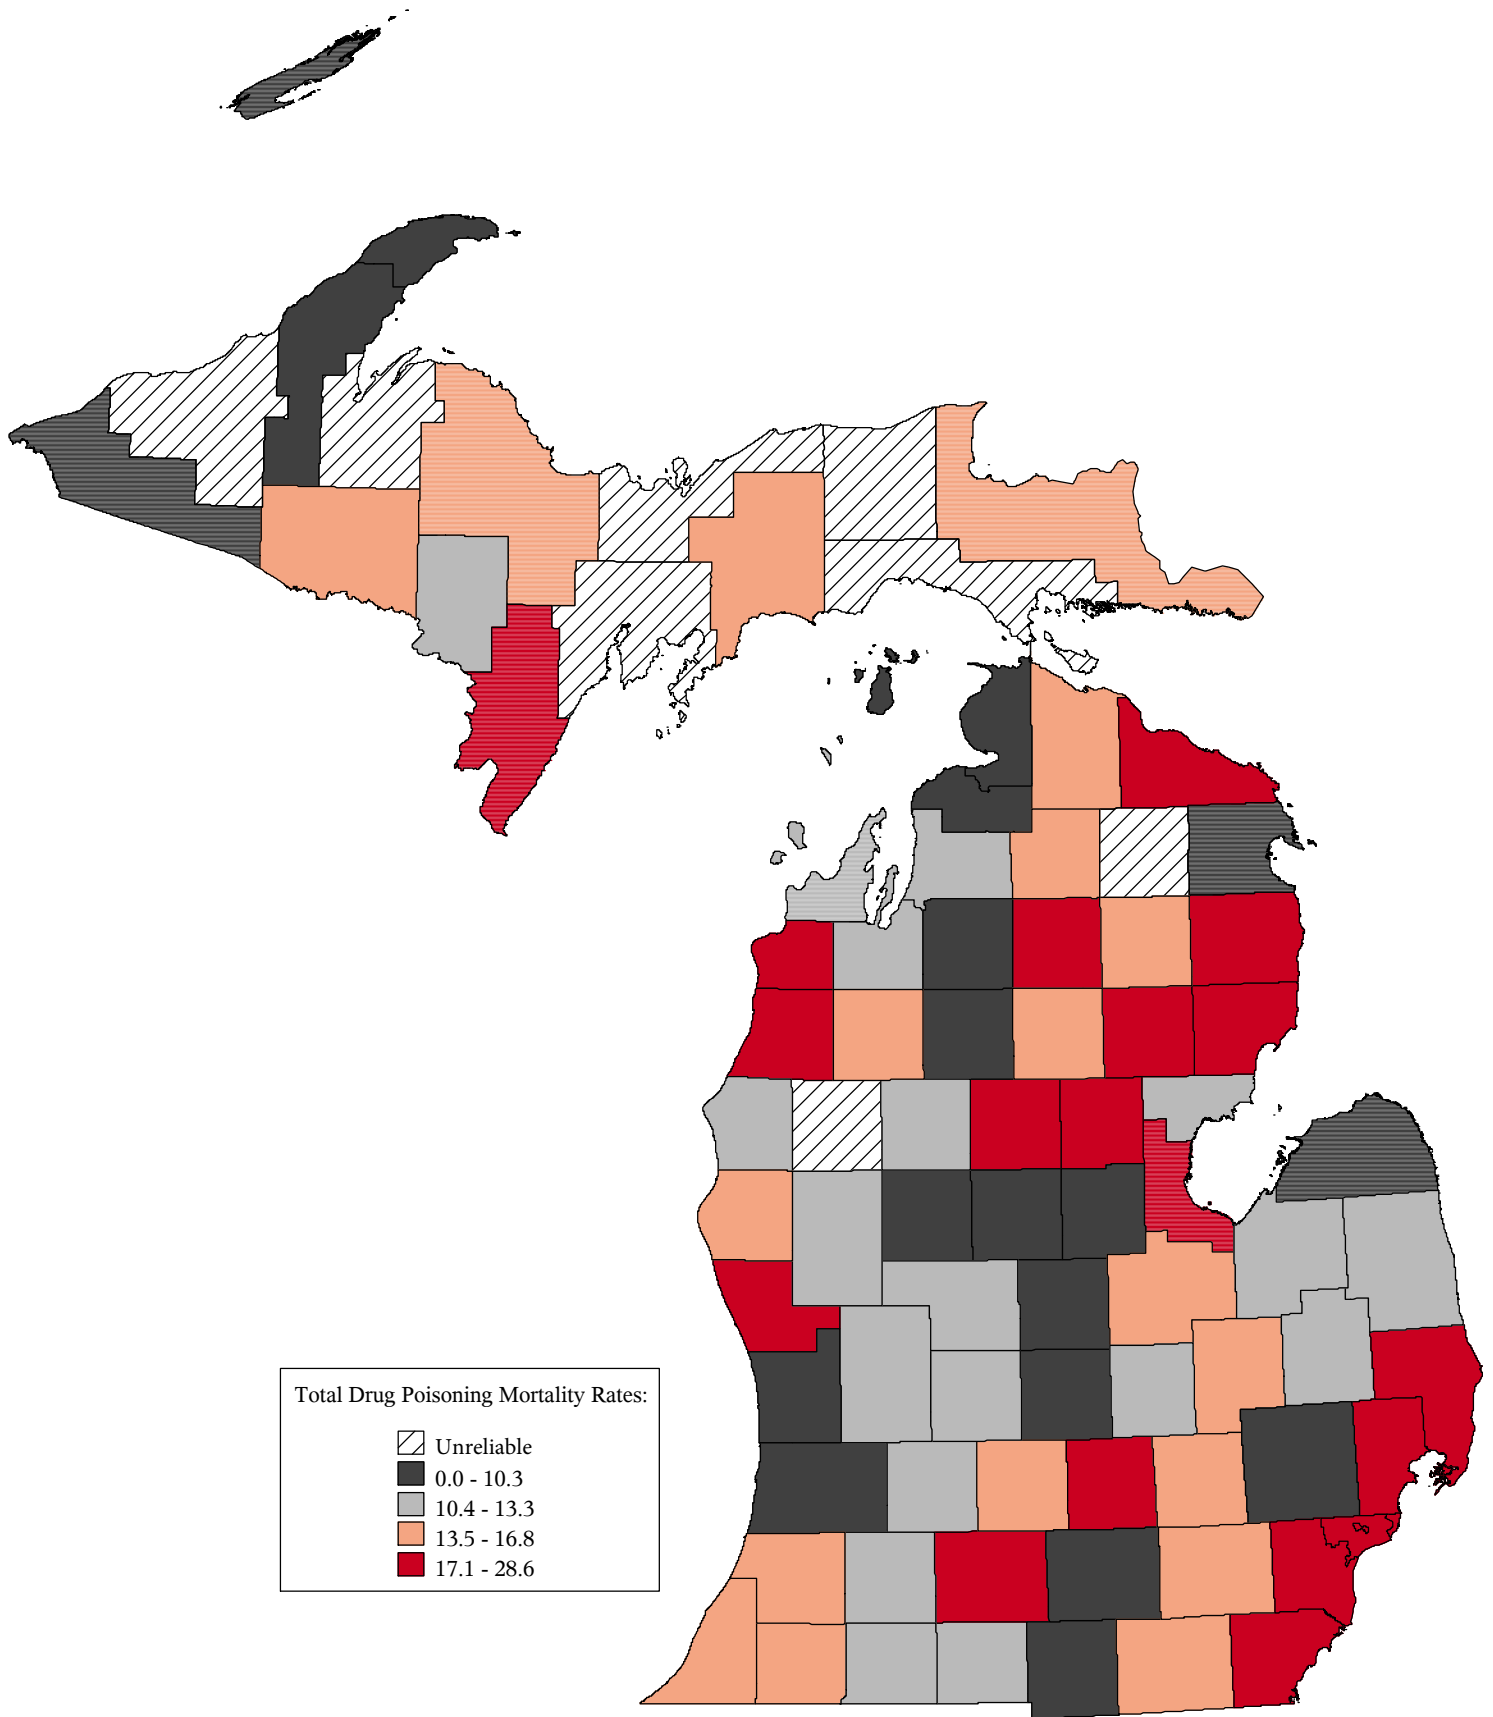 Total Drug Poisoning Mortality Rates:
Unreliable
0.0 - 10.3
10.4 - 13.3
13.5 - 16.8
17.1 - 28.6